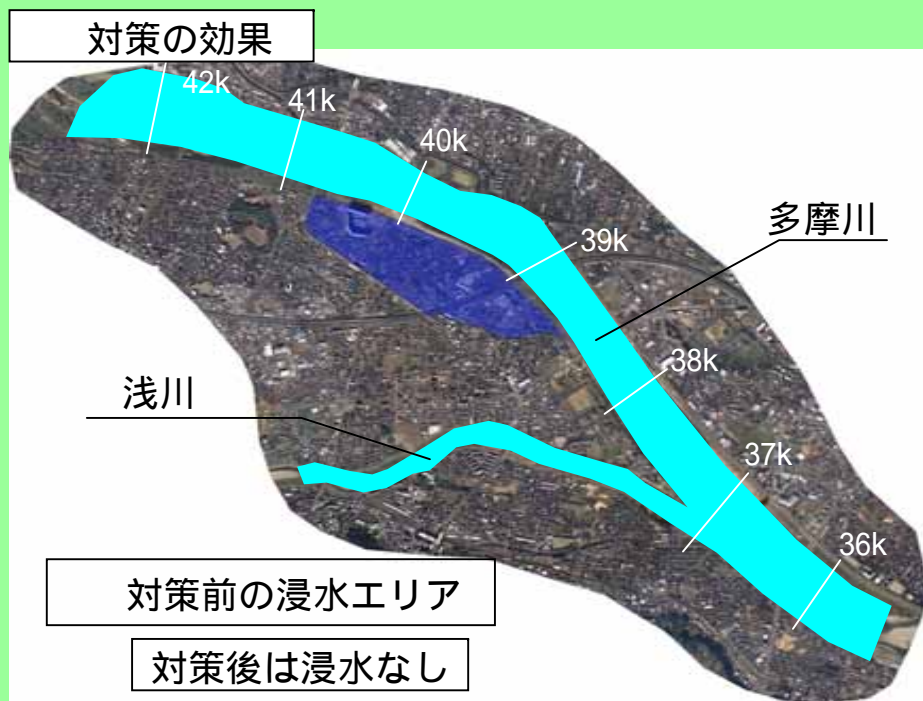 対策の効果
42k
41k
40k
多摩川
39k
38k
浅川
37k
36k
対策前の浸水エリア
対策後は浸水なし